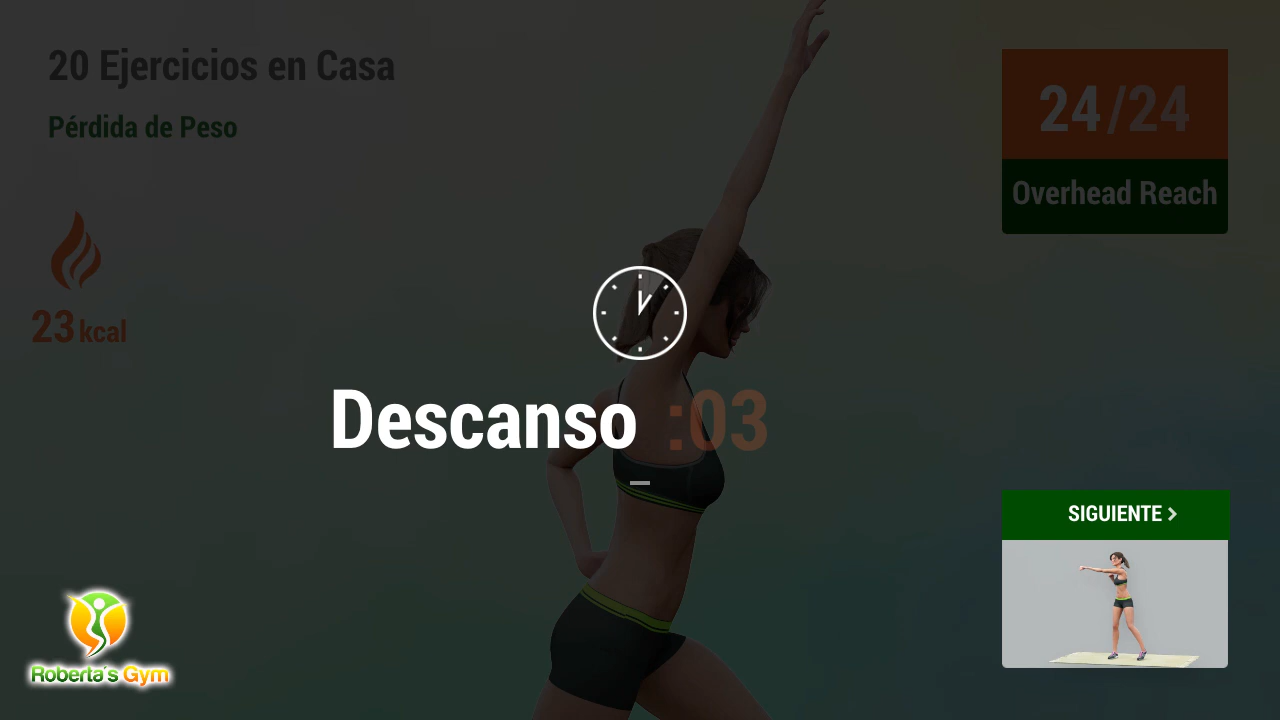 20 Ejercicios en Casa
Pérdida de Peso
24/24
Overhead Reach
23 kcal
Descanso :03
SIGUIENTE >
Roberta´s Gym